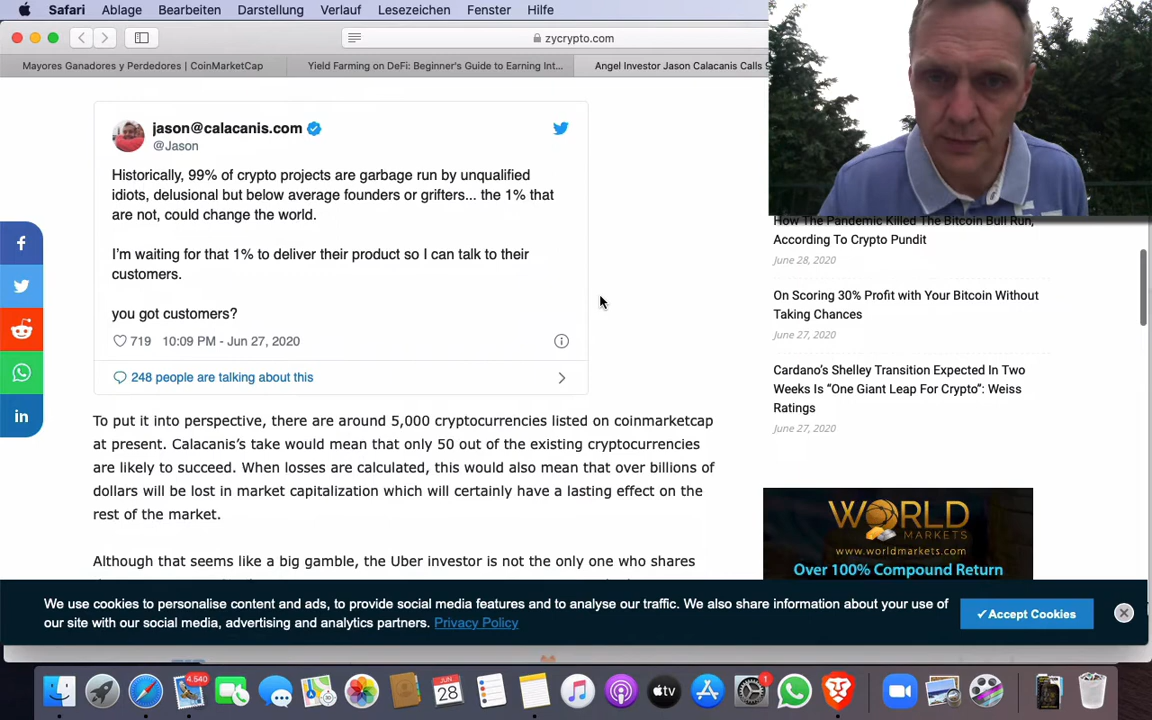 Safari Ablage Bearbeiten Darstellung Verlauf Lesezeichen Fenster Hilfe
zycrypto.com
Mayores Ganadores y Perdedores | CoinMarketCap
Yield Farming on DeFi: Beginner's Guide to Earning Int...
Angel Investor Jason Calacanis Calls
jason@calacanis.com
@Jason
Historically, 99% of crypto projects are garbage run by unqualified
idiots, delusional but below average founders or grifters... the 1% that
are not, could change the world.
I'm waiting for that 1% to deliver their product so I can talk to their
customers.
you got customers?
719 10:09 PM - Jun 27, 2020
248 people are talking about this
To put it into perspective, there are around 5,000 cryptocurrencies listed on coinmarketcap
at present. Calacanis's take would mean that only 50 out of the existing cryptocurrencies
are likely to succeed. When losses are calculated, this would also mean that over billions of
dollars will be lost in market capitalization which will certainly have a lasting effect on the
rest of the market.
Although that seems like a big gamble, the Uber investor is not the only one who shares
How The Pandemic Killed The Bitcoin Bull Run,
According To Crypto Pundit
June 28, 2020
On Scoring 30% Profit with Your Bitcoin Without
Taking Chances
June 27, 2020
Cardano's Shelley Transition Expected In Two
Weeks Is "One Giant Leap For Crypto": Weiss
Ratings
June 27, 2020
WORLD
MARKETS
www.worldmarkets.com
Over 100% Compound Return
We use cookies to personalise content and ads, to provide social media features and to analyse our traffic. We also share information about your use of
our site with our social media, advertising and analytics partners. Privacy Policy
✓Accept Cookies
4.540
JUN
28
tv
1